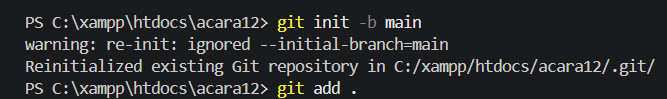 PS C:\xampp\htdocs\acara12> git init -b main
warning: re-init: ignored --initial-branch=main
Reinitialized existing Git repository in C:/xampp/htdocs/acara12/.git/
PS C:\xampp\htdocs\acara12> git add .